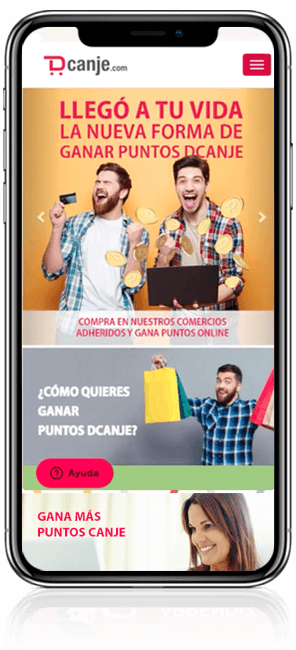 Dcanje.com
LLEGÓ A TU VIDA
LA NUEVA FORMA DE
GANAR PUNTOS DCANJE
COMPRA EN NUESTROS COMERCIOS
ADHERIDOS Y GANA PUNTOS ONLINE
¿CÓMO QUIERES
GANAR
PUNTOS DCANJE?
Ayuda
GANA MÁS
PUNTOS CANJE